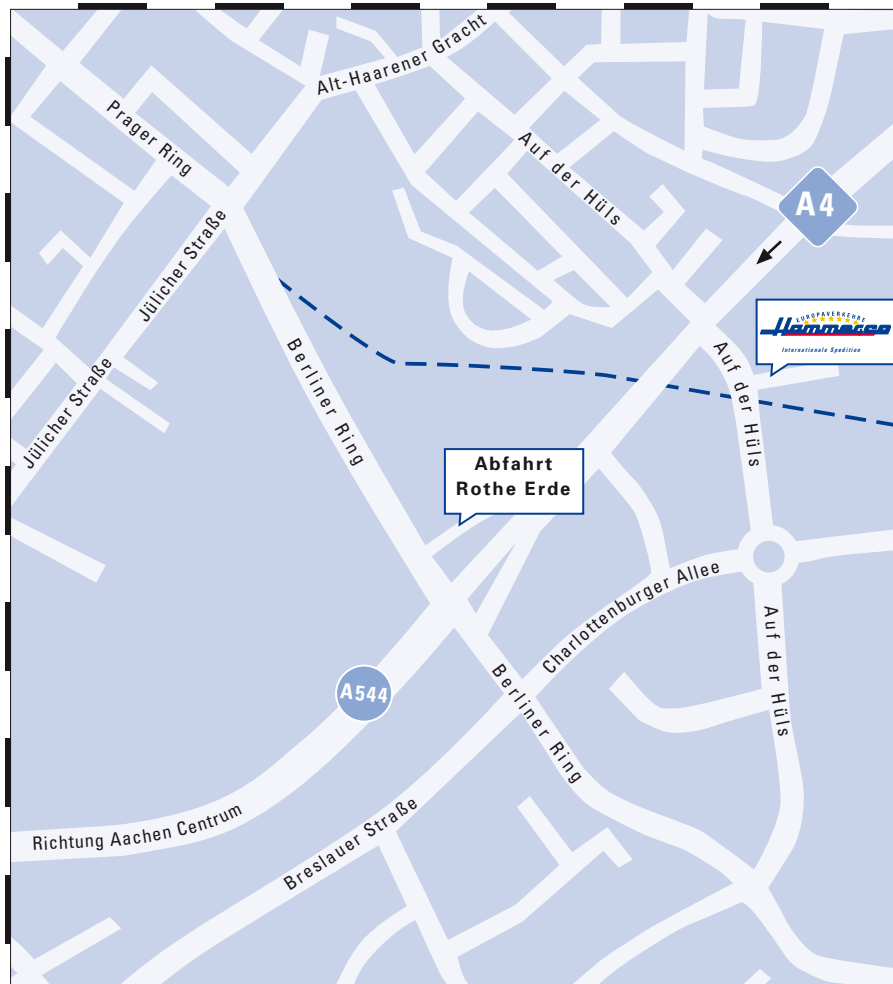 Alt-Haarener Gracht
Prager Ring
Auf der Hüls
A4
Jülicher Straße
EUROPAVERKEHRE
Hammerer
Internationale Spedition
Berliner Ring
Auf der Hüls
Jülicher Straße
Abfahrt
Rothe Erde
Charlottenburger Allee
Auf der Hüls
A544
Berliner Ring
Richtung Aachen Centrum
Breslauer Straße